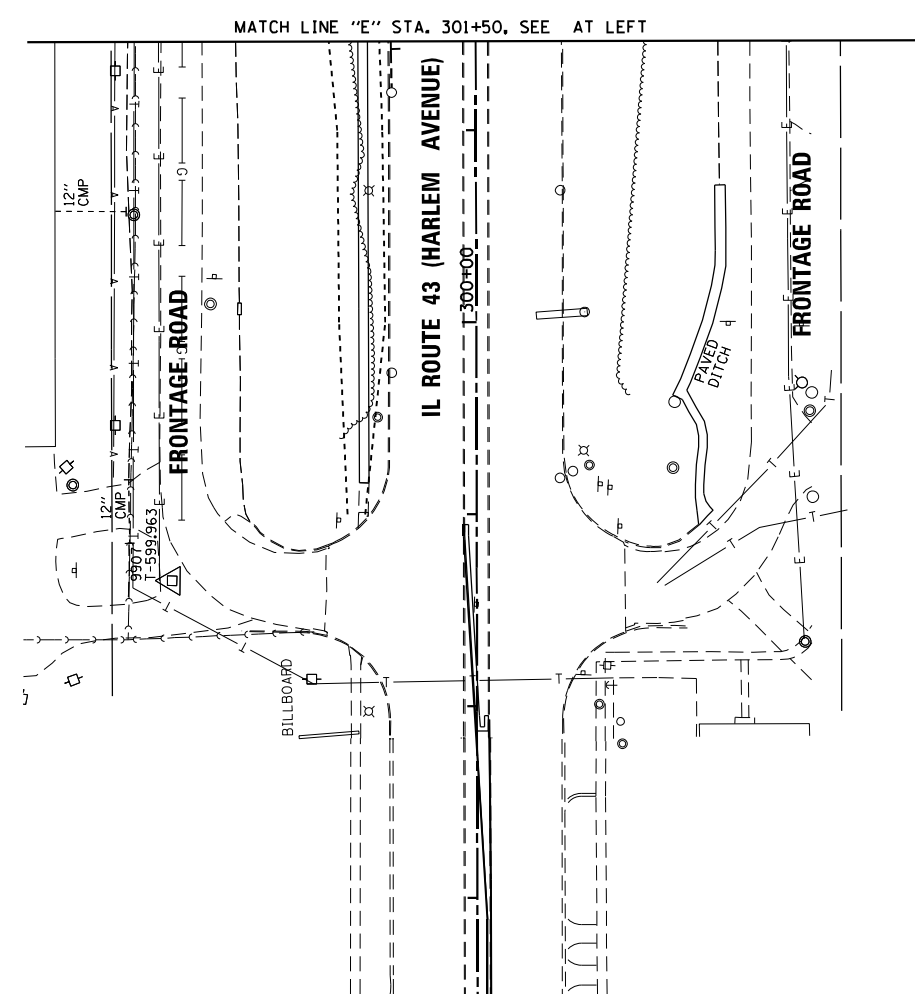 MATCH LINE "E" STA. 301+50, SEE AT LEFT
12"
CMP
FRONTAGE ROAD
G
G
IL ROUTE 43 (HARLEM AVENUE)
300+00
FRONTAGE ROAD
PAVED
DITCH
12"
CMP
9907
T-599.963
BILLBOARD
E
E
E
E
E
E
E
E
E
E
E
E
T
T
T
T
T
T
T
T